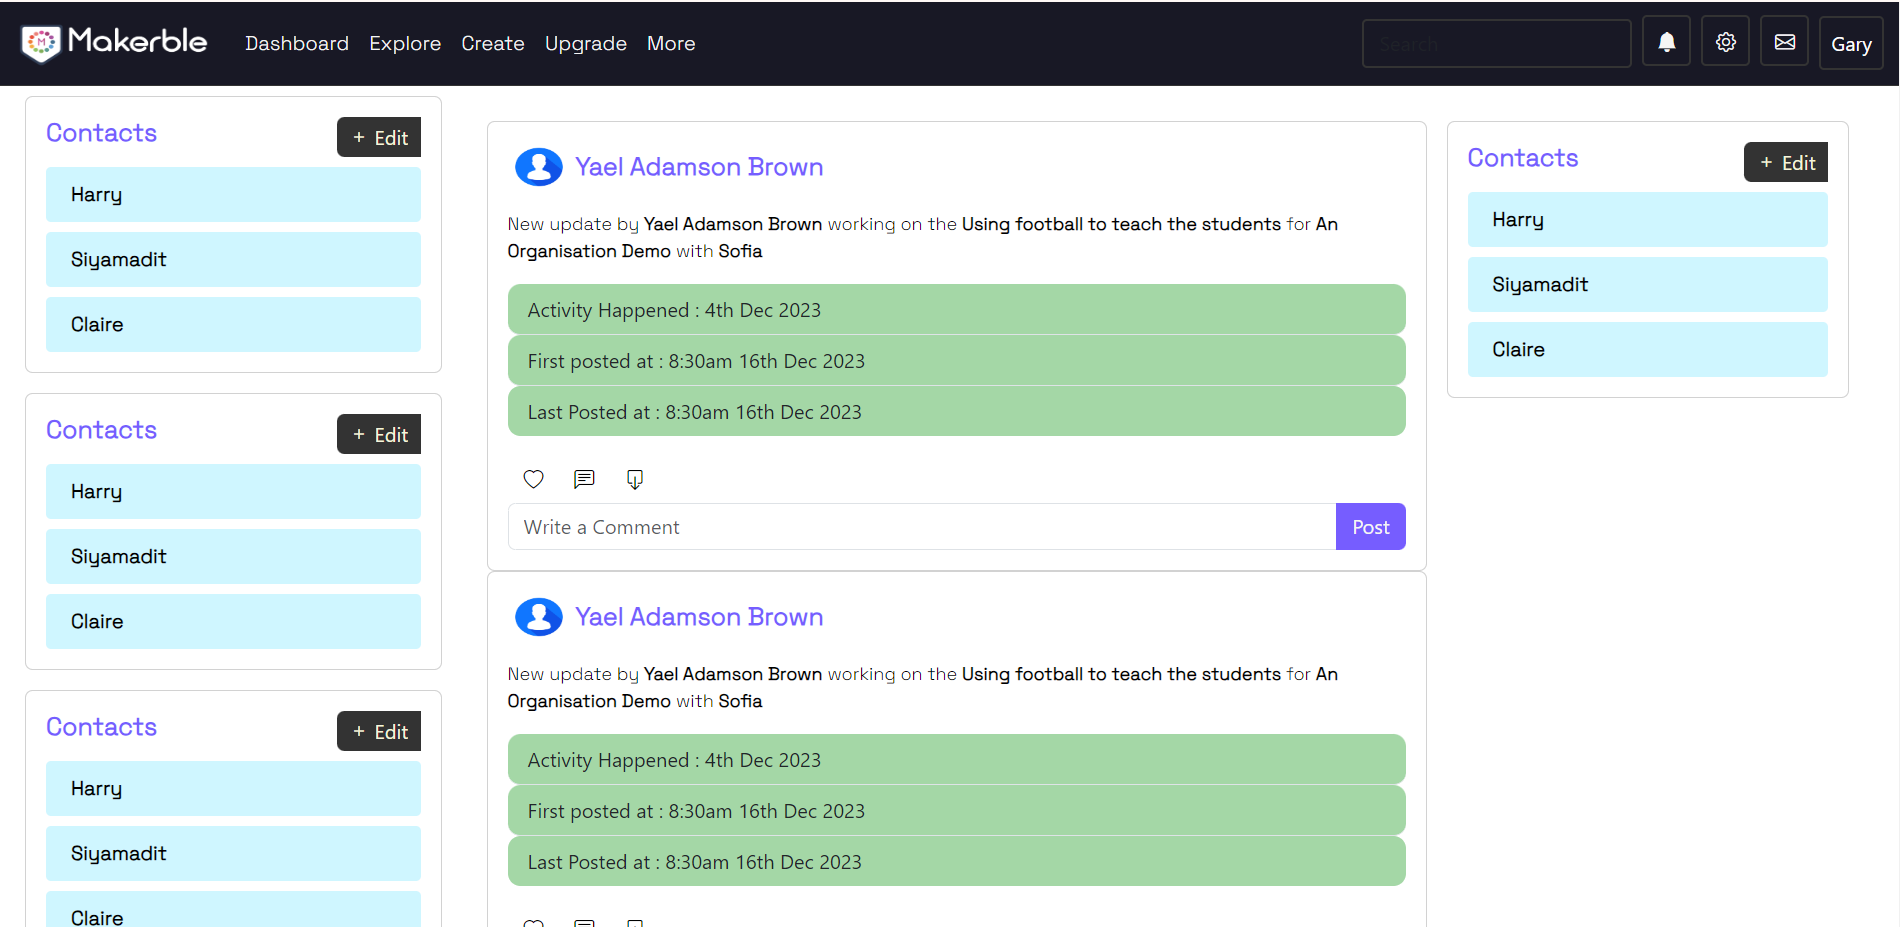 Makerble Dashboard Explore Create Upgrade More Search Gary
Contacts
+ Edit
Harry
Siyamadit
Claire
Contacts
+ Edit
Harry
Siyamadit
Claire
Contacts
+ Edit
Harry
Siyamadit
Claire
Yael Adamson Brown
New update by Yael Adamson Brown working on the Using football to teach the students for An
Organisation Demo with Sofia
Activity Happened : 4th Dec 2023
First posted at : 8:30am 16th Dec 2023
Last Posted at : 8:30am 16th Dec 2023
Write a Comment
Post
Yael Adamson Brown
New update by Yael Adamson Brown working on the Using football to teach the students for An
Organisation Demo with Sofia
Activity Happened : 4th Dec 2023
First posted at : 8:30am 16th Dec 2023
Last Posted at : 8:30am 16th Dec 2023
Contacts
+ Edit
Harry
Siyamadit
Claire